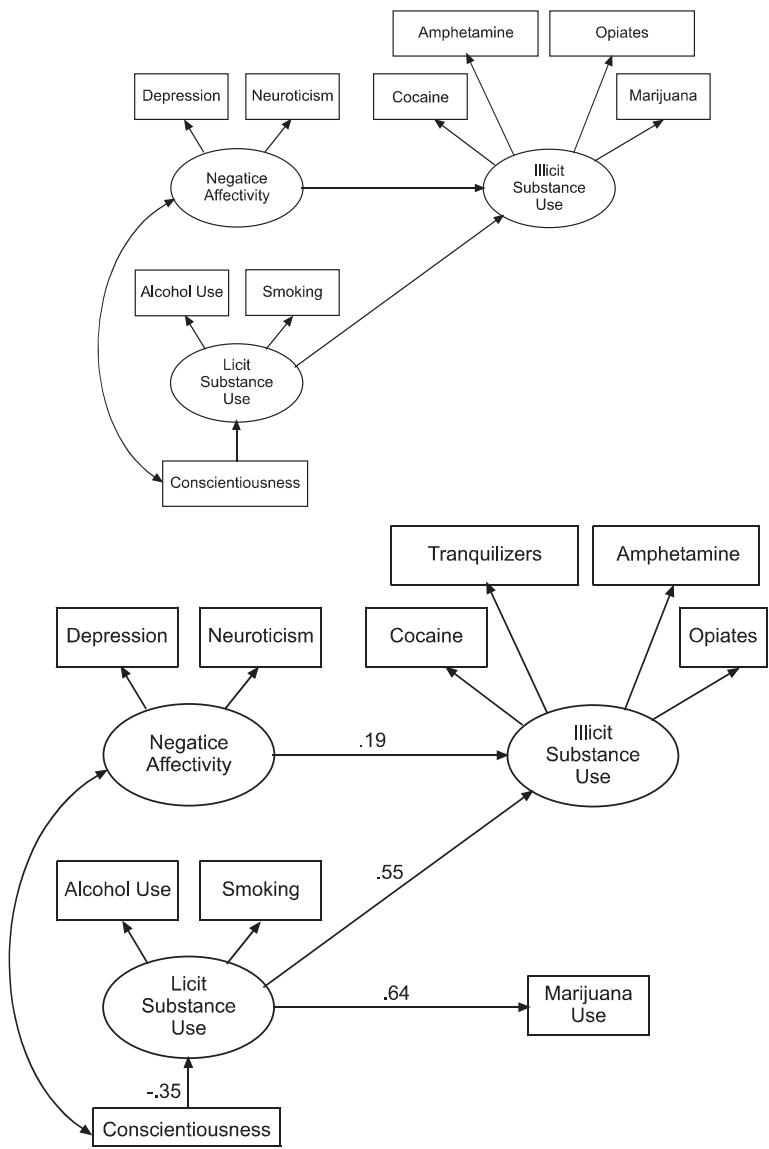 Amphetamine
Opiates
Depression
Neuroticism
Cocaine
Marijuana
Negatice
Affectivity
Illicit
Substance
Use
Alcohol Use
Smoking
Licit
Substance
Use
Conscientiousness
Tranquilizers
Amphetamine
Depression
Neuroticism
Cocaine
Opiates
Negatice
Affectivity
.19
Illicit
Substance
Use
.55
Alcohol Use
Smoking
Licit
Substance
Use
.64
Marijuana
Use
-.35
Conscientiousness